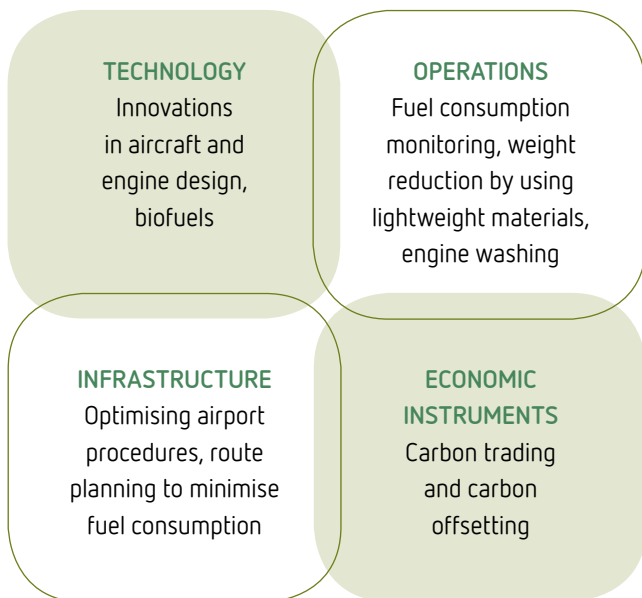 TECHNOLOGY
Innovations
in aircraft and
engine design,
biofuels
OPERATIONS
Fuel consumption
monitoring, weight
reduction by using
lightweight materials,
engine washing
INFRASTRUCTURE
Optimising airport
procedures, route
planning to minimise
fuel consumption
ECONOMIC
INSTRUMENTS
Carbon trading
and carbon
offsetting